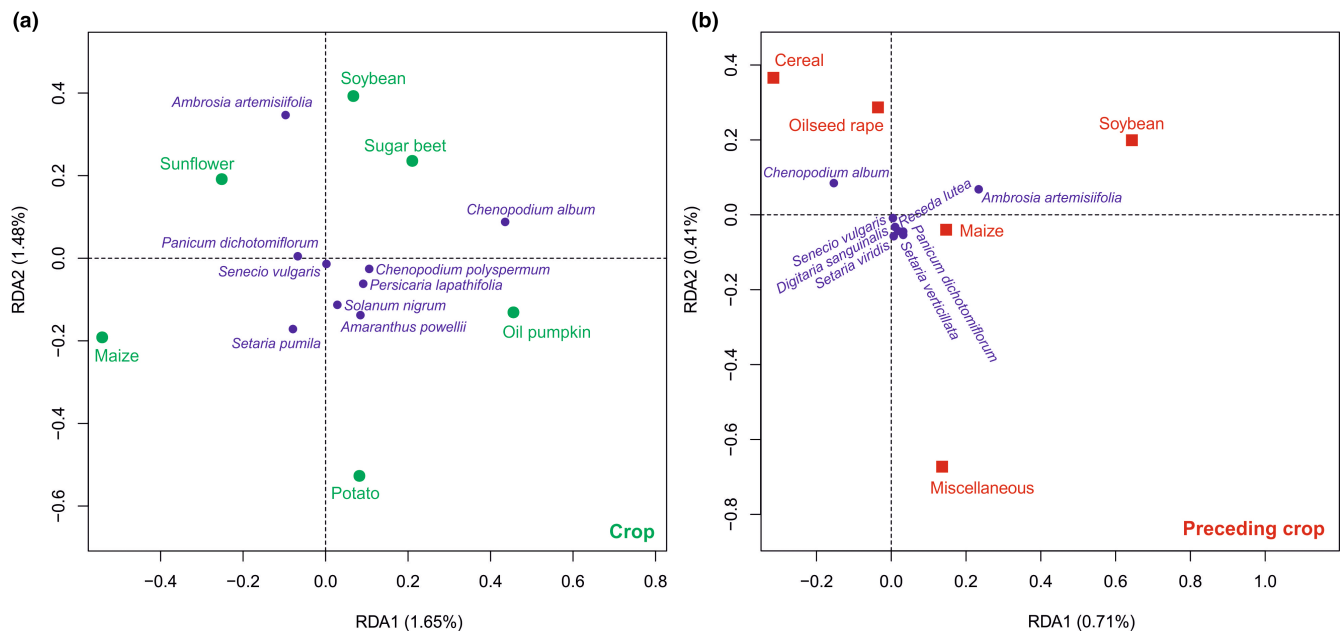 (a)
Soybean
Ambrosia artemisiifolia
Sugar beet
Sunflower
Chenopodium album
Panicum dichotomiflorum
Senecio vulgaris
Chenopodium polyspermum
Persicaria lapathifolia
Solanum nigrum
Amaranthus powellii
Oil pumpkin
Setaria pumila
Maize
Potato
Crop
0.4
0.2
0.0
−0.2
−0.4
−0.6
RDA2 (1.48%)
−0.4 −0.2 0.0 0.2 0.4 0.6 0.8
RDA1 (1.65%)
(b)
Cereal
Oilseed rape
Soybean
Chenopodium album
Reseda lutea
Ambrosia artemisiifolia
Senecio vulgaris
Digitaria sanguinalis
Setaria viridis
Maize
Panicum dichotomiflorum
Setaria verticillata
Miscellaneous
Preceding crop
0.4
0.2
0.0
−0.2
−0.4
−0.6
−0.8
RDA2 (0.41%)
−0.2 0.0 0.2 0.4 0.6 0.8 1.0
RDA1 (0.71%)